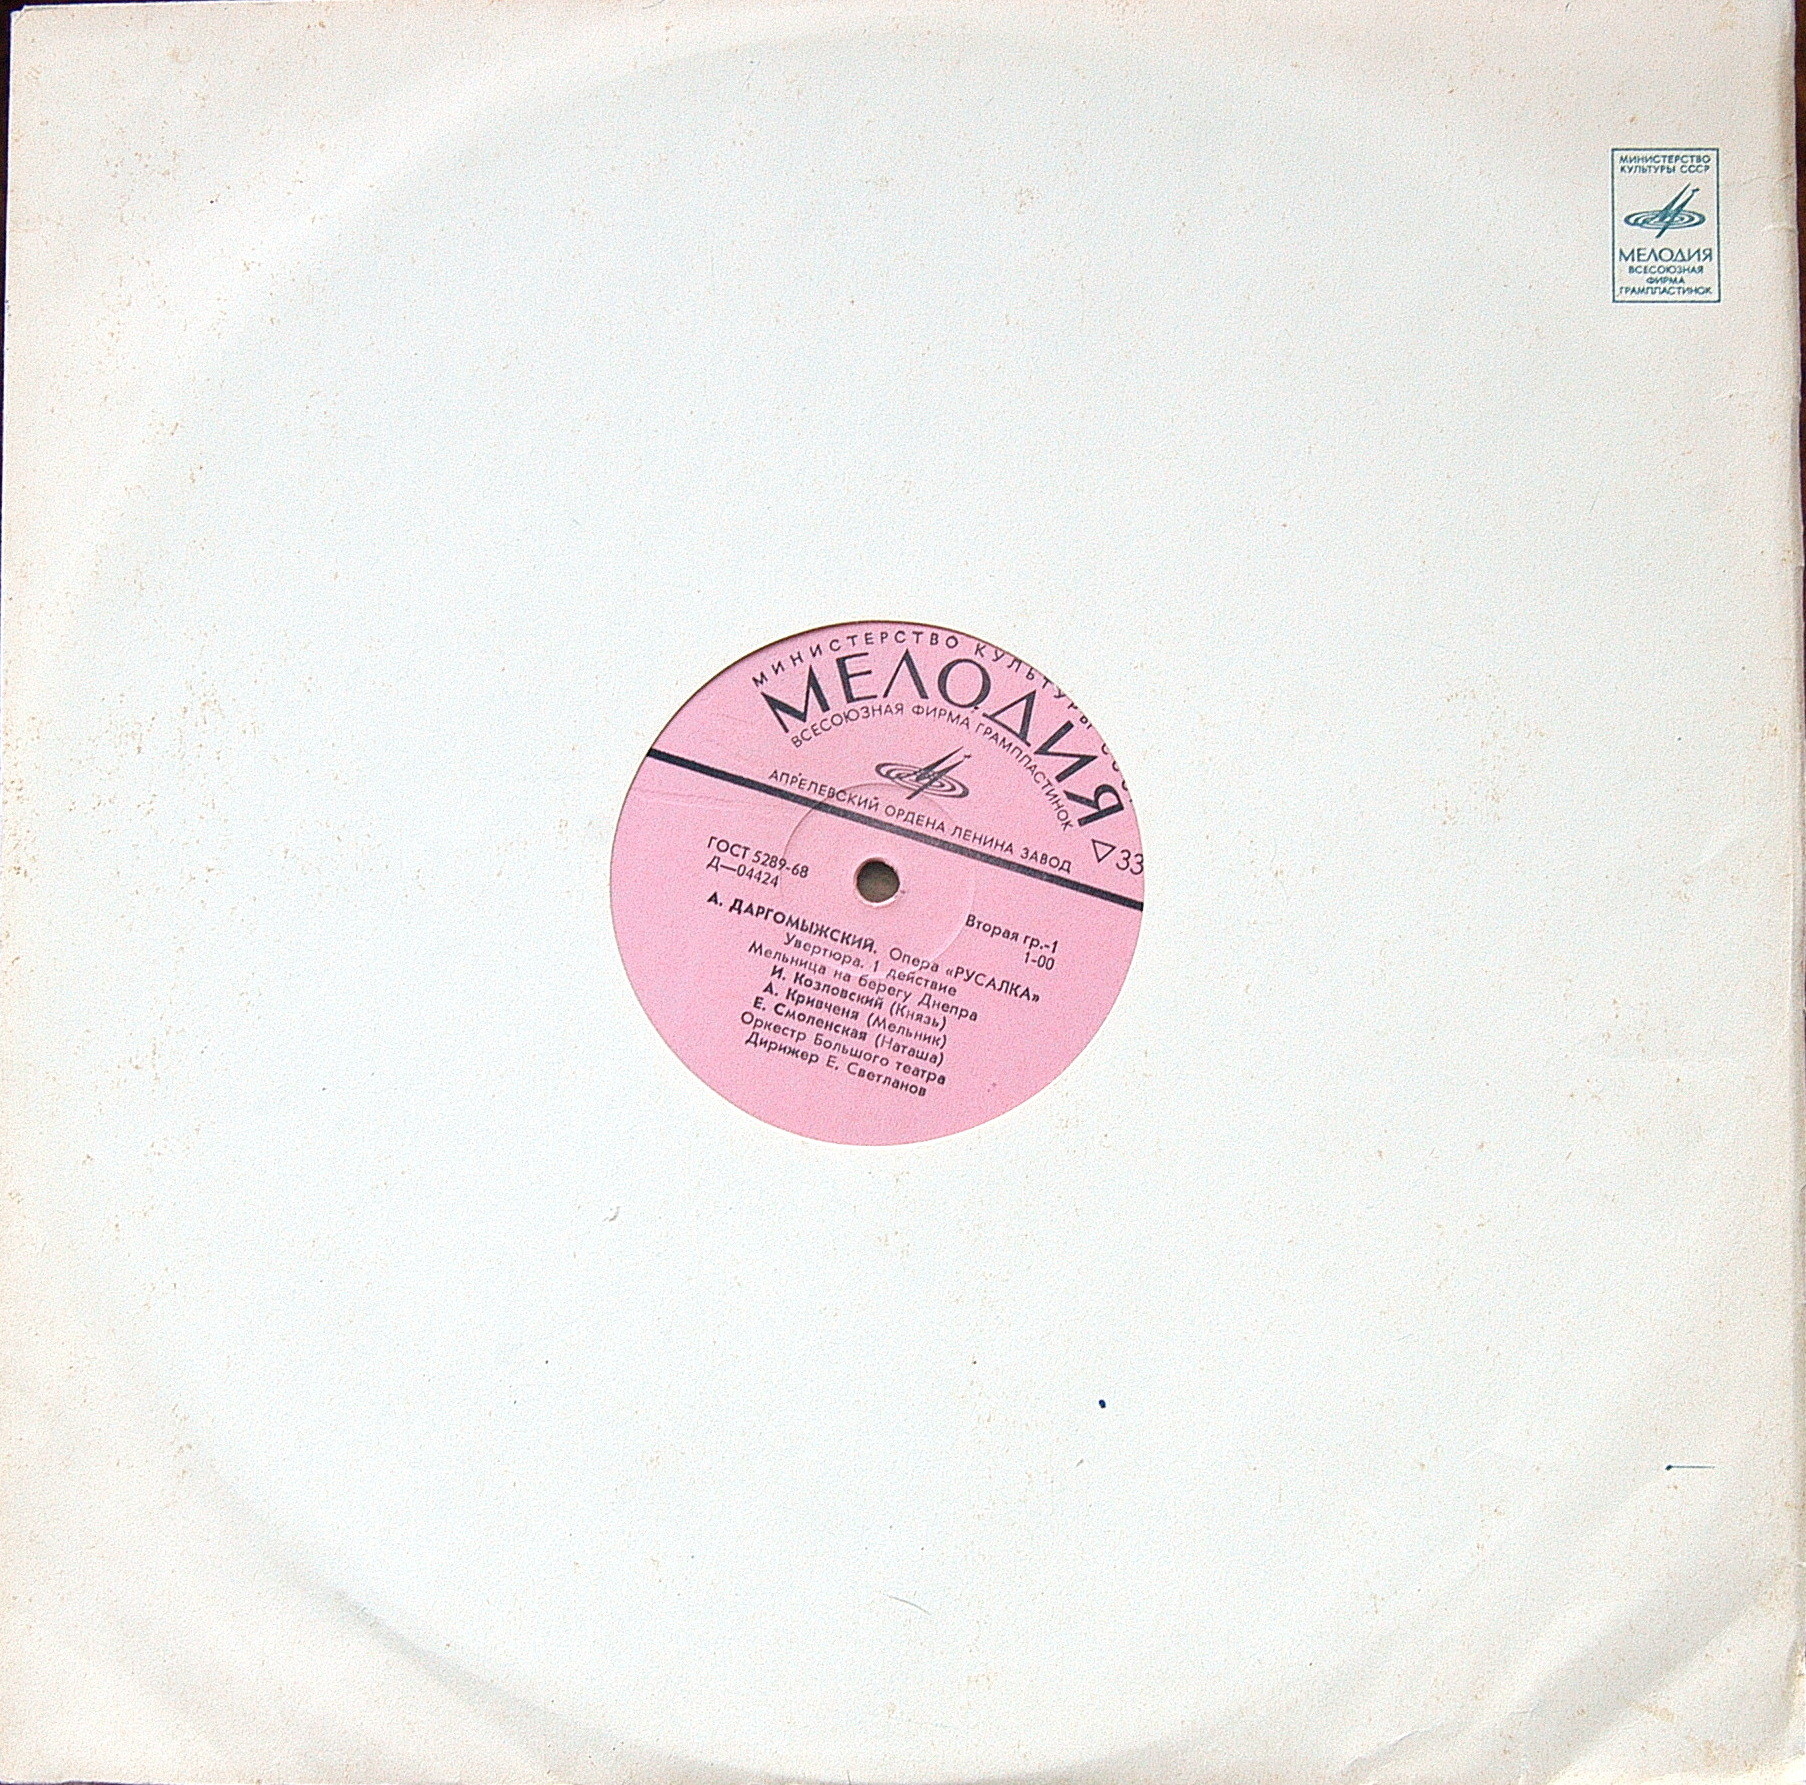 МИНИСТЕРСТВО
КУЛЬТУРЫ СССР
МЕЛОДИЯ
ВСЕСОЮЗНАЯ
ФИРМА
ГРАМПЛАСТИНОК
МИНИСТЕРСТВО КУЛЬТУРЫ
МЕЛОДИЯ
ВСЕСОЮЗНАЯ ФИРМА ГРАМПЛАСТИНОК
АПРЕЛЕВСКИЙ ОРДЕНА ЛЕНИНА ЗАВОД
33
ГОСТ 5289-68
Д—04424
Вторая гр.-1
1-00
А. ДАРГОМЫЖСКИЙ. Опера «РУСАЛКА»
Увертюра. 1 действие
Мельница на берегу Днепра
И. Козловский (Князь)
А. Кривченя (Мельник)
Е. Смоленская (Наташа)
Оркестр Большого театра
Дирижер Е. Светланов